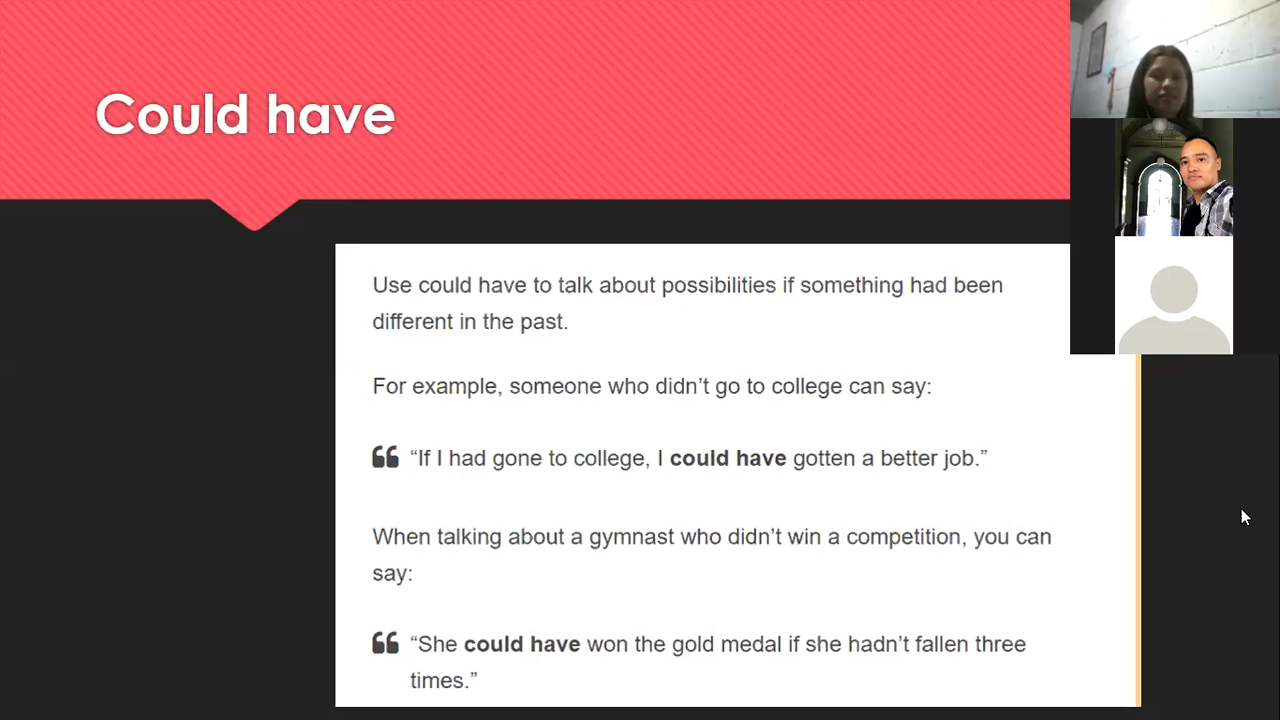 Could have
Use could have to talk about possibilities if something had been
different in the past.
For example, someone who didn’t go to college can say:
“If I had gone to college, I could have gotten a better job.”
When talking about a gymnast who didn’t win a competition, you can
say:
“She could have won the gold medal if she hadn’t fallen three
times.”